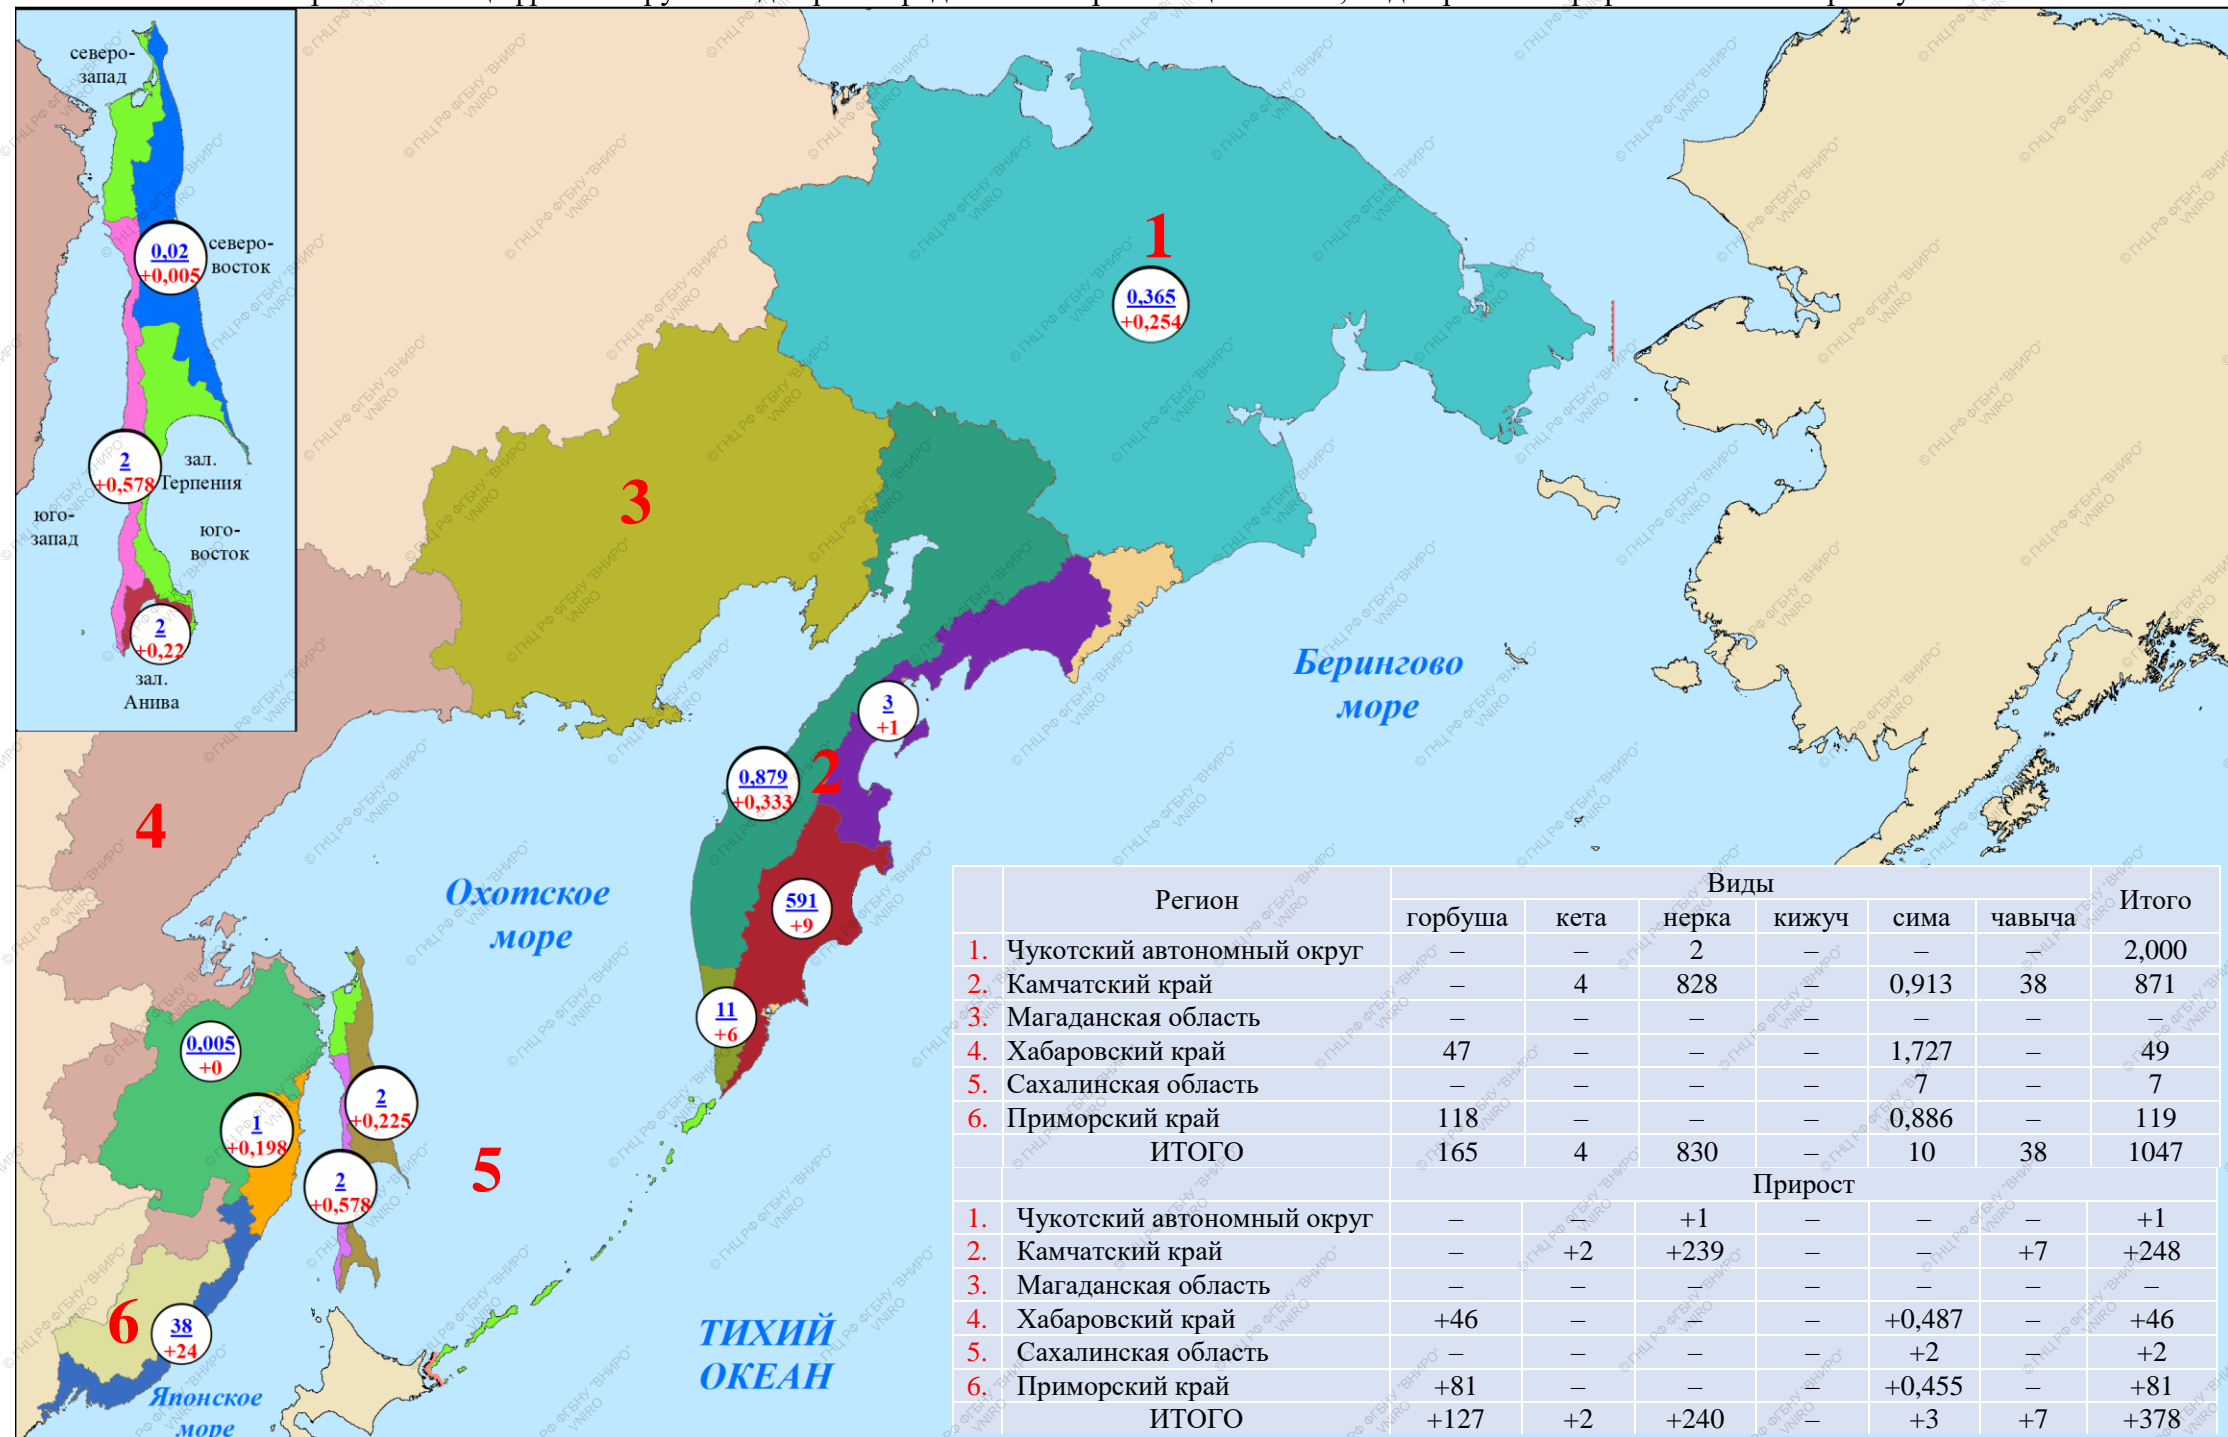 северо-
запад
0,02
+0,005
северо-
восток
2
+0,578
зал.
Терпения
юго-
запад
юго-
восток
2
+0,22
зал.
Анива
1
0,365
+0,254
3
Берингово
море
3
+1
2
0,879
+0,333
4
591
+9
Охотское
море
11
+6
0,005
+0
1
+0,198
2
+0,225
2
+0,578
5
6
38
+24
Японское
море
ТИХИЙ
ОКЕАН
Регион Виды Итого
горбуша кета нерка кижуч сима чавыча
1. Чукотский автономный округ – – 2 – – – 2,000
2. Камчатский край – 4 828 – 0,913 38 871
3. Магаданская область – – – – – – –
4. Хабаровский край 47 – – – 1,727 – 49
5. Сахалинская область – – – – 7 – 7
6. Приморский край 118 – – – 0,886 – 119
ИТОГО 165 4 830 – 10 38 1047
Прирост
1. Чукотский автономный округ – – +1 – – – +1
2. Камчатский край – +2 +239 – – +7 +248
3. Магаданская область – – – – – – –
4. Хабаровский край +46 – – – +0,487 – +46
5. Сахалинская область – – – – +2 – +2
6. Приморский край +81 – – – +0,455 – +81
ИТОГО +127 +2 +240 – +3 +7 +378
© ГНЦ РФ ФГБНУ "ВНИРО"
VNIRO